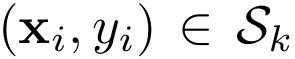 (𝐱ᵢ, yᵢ) ∈ 𝒮ₖ